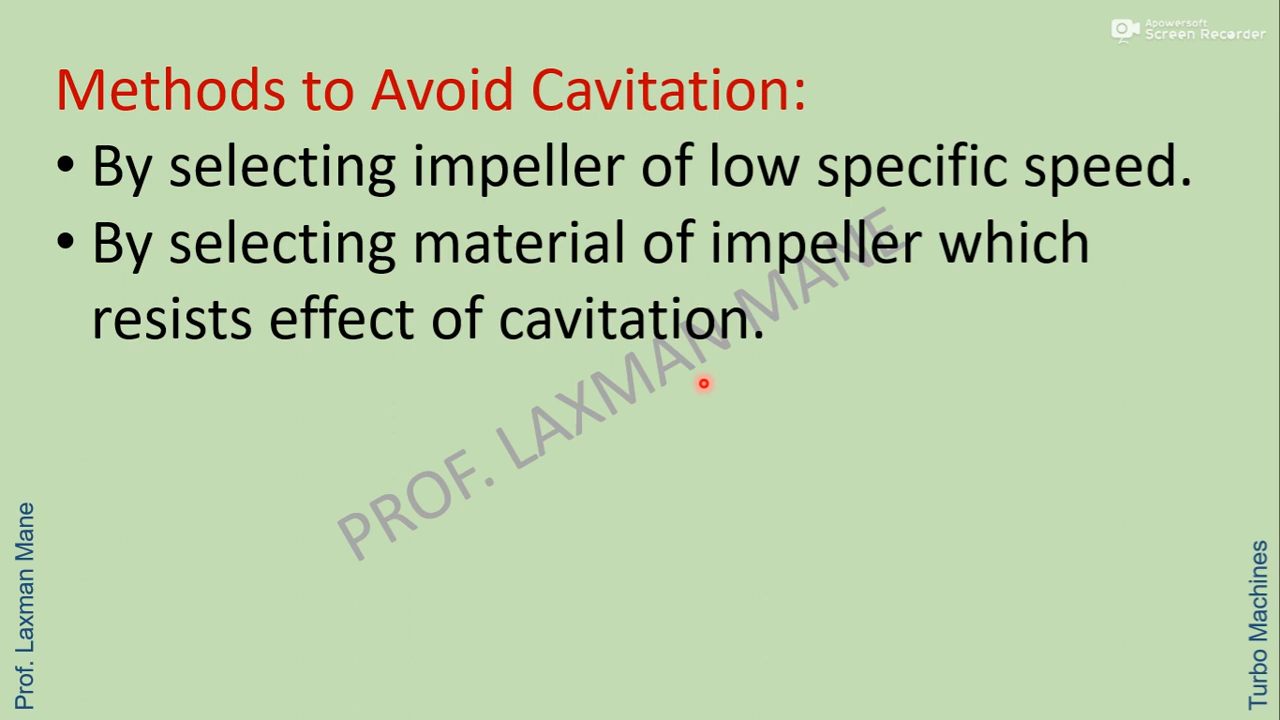 Apowersoft
Screen Recorder
Methods to Avoid Cavitation:
• By selecting impeller of low specific speed.
• By selecting material of impeller which
resists effect of cavitation.
PROF. LAXMAN MANE
Prof. Laxman Mane
Turbo Machines